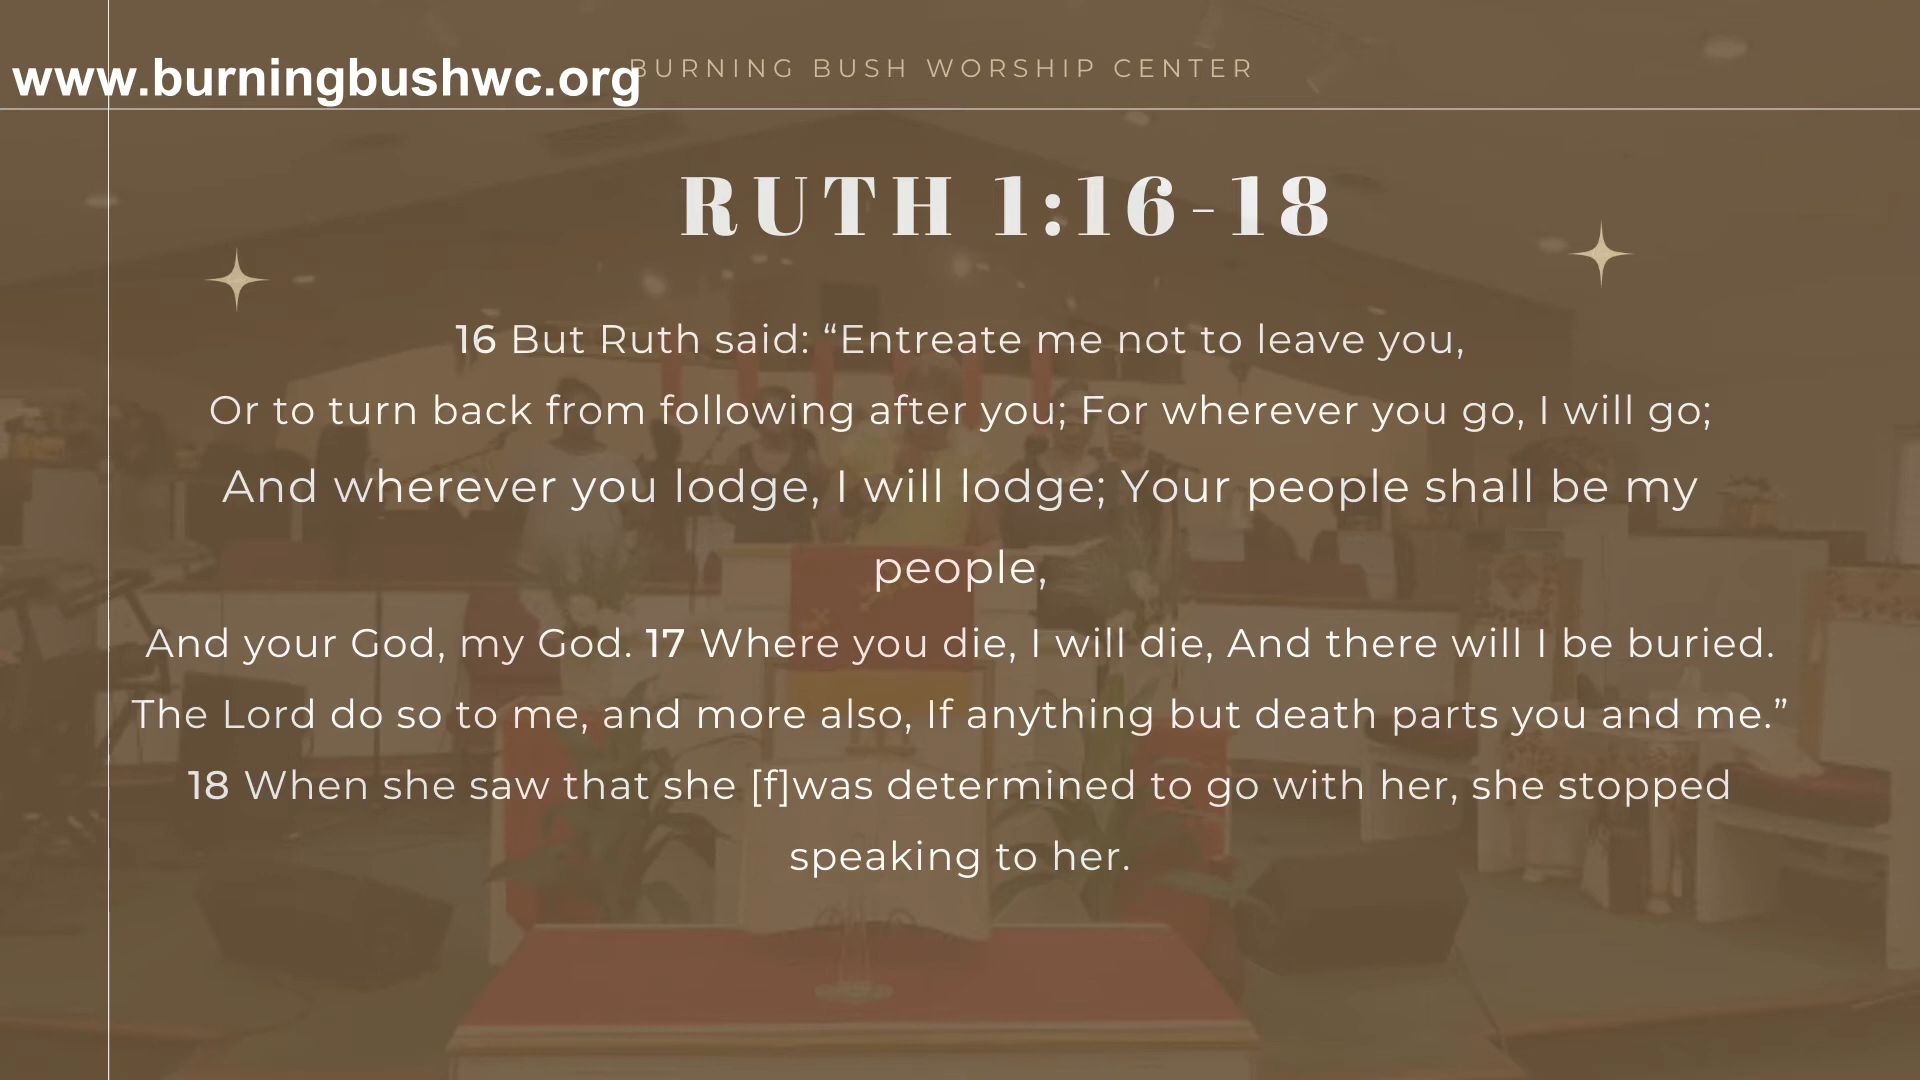 www.burningbushwc.org
BURNING BUSH WORSHIP CENTER
RUTH 1:16-18
16 But Ruth said: “Entreate me not to leave you,
Or to turn back from following after you; For wherever you go, I will go;
And wherever you lodge, I will lodge; Your people shall be my
people,
And your God, my God. 17 Where you die, I will die, And there will I be buried.
The Lord do so to me, and more also, If anything but death parts you and me.”
18 When she saw that she [f]was determined to go with her, she stopped
speaking to her.